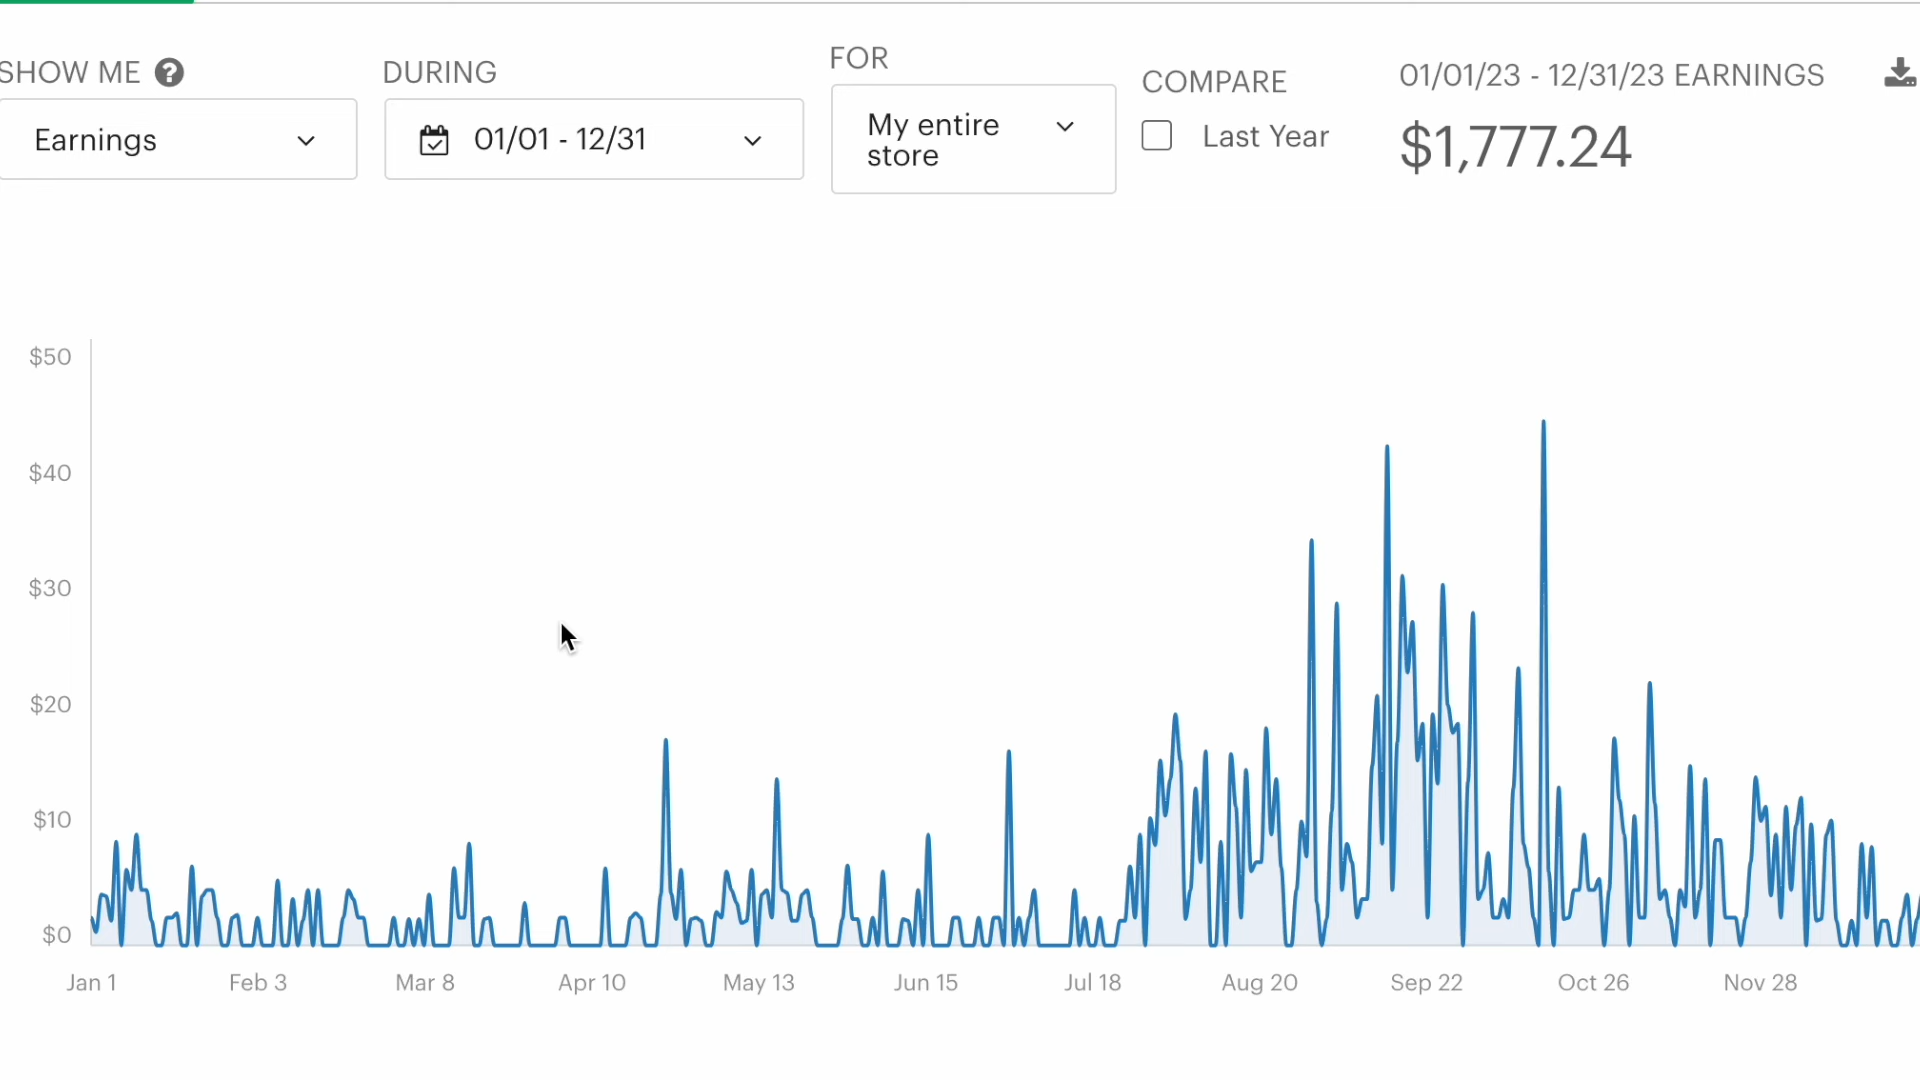 SHOW ME ?
Earnings
DURING
01/01 - 12/31
FOR
My entire
store
COMPARE
Last Year
01/01/23 - 12/31/23 EARNINGS
$1,777.24
$50
$40
$30
$20
$10
$0
Jan 1 Feb 3 Mar 8 Apr 10 May 13 Jun 15 Jul 18 Aug 20 Sep 22 Oct 26 Nov 28